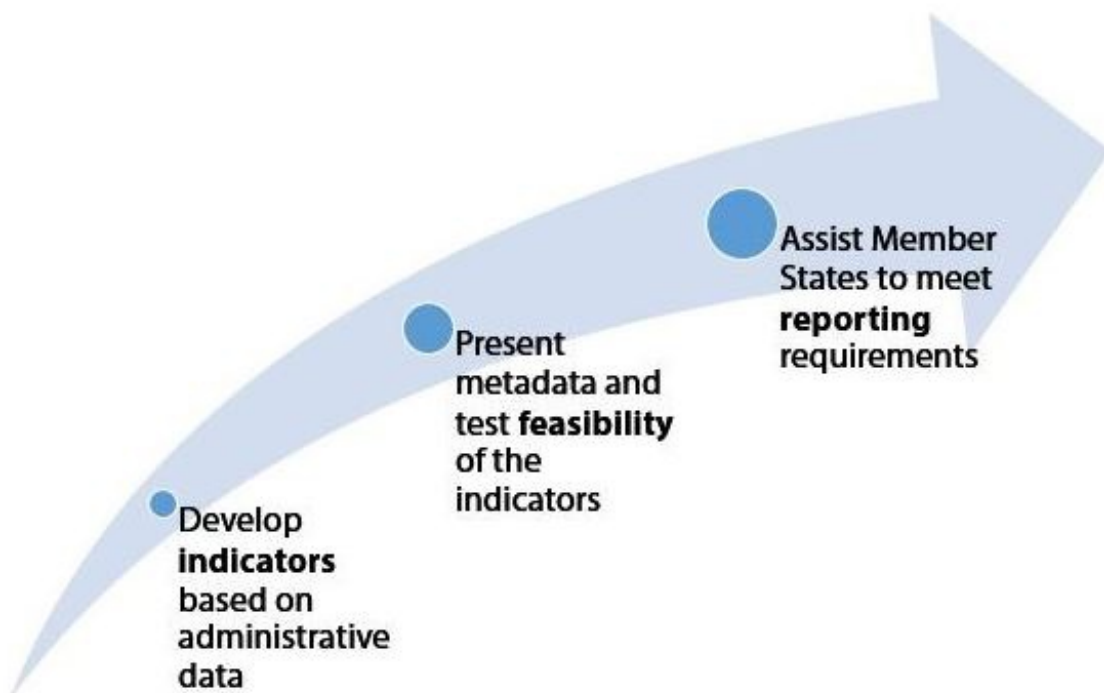 Develop
indicators
based on
administrative
data
Present
metadata and
test feasibility
of the
indicators
Assist Member
States to meet
reporting
requirements